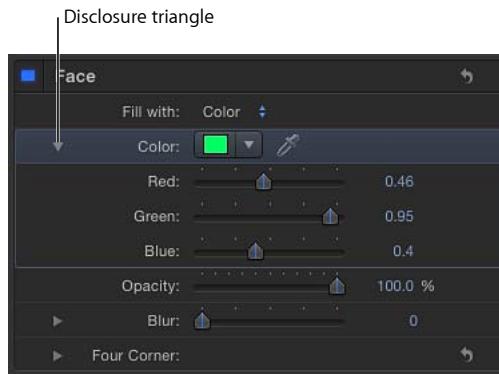 Disclosure triangle
Face
Fill with: Color
Color:
Red: 0.46
Green: 0.95
Blue: 0.4
Opacity: 100.0 %
Blur: 0
Four Corner: